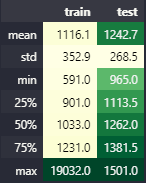 train test
mean 1116.1 1242.7
std 352.9 268.5
min 591.0 965.0
25% 901.0 1113.5
50% 1033.0 1262.0
75% 1231.0 1381.5
max 19032.0 1501.0